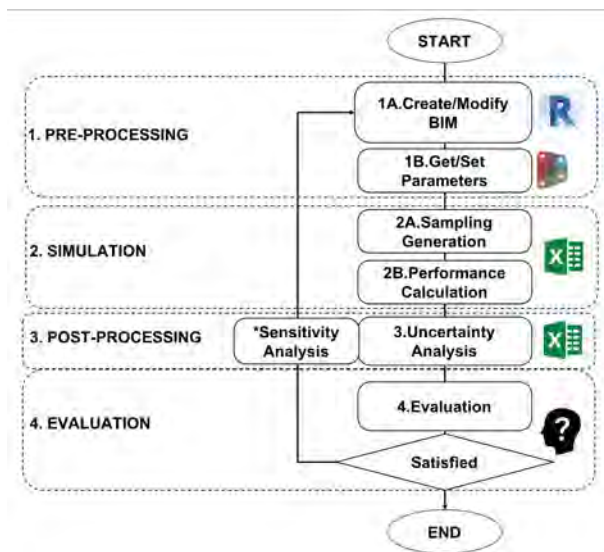 START
1. PRE-PROCESSING
1A.Create/Modify
BIM
R
1B.Get/Set
Parameters
2. SIMULATION
2A.Sampling
Generation
2B.Performance
Calculation
X
3. POST-PROCESSING
*Sensitivity
Analysis
3.Uncertainty
Analysis
X
4. EVALUATION
4.Evaluation
?
Satisfied
END